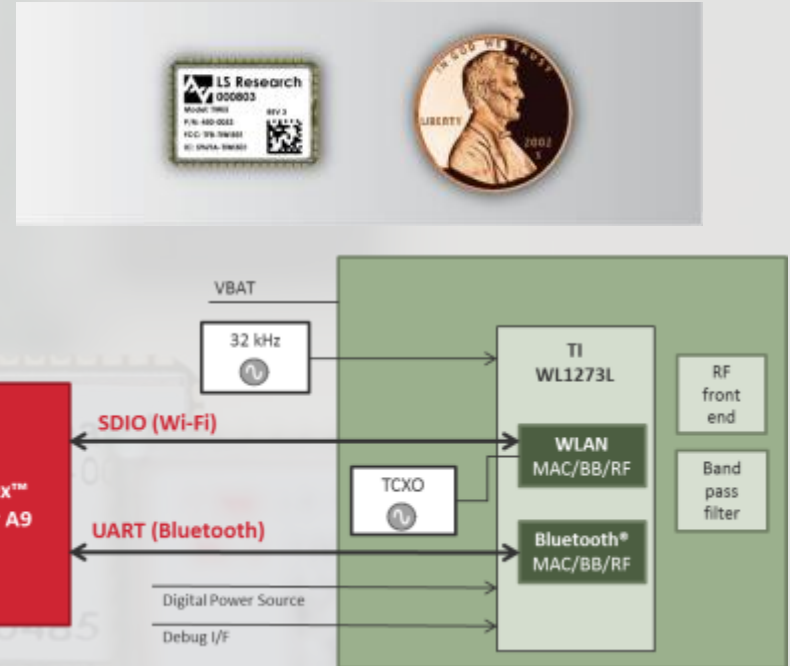 LS Research
000803
REV 3
IN GOD WE TRUST
LIBERTY
2002
S
VBAT
32 kHz
TI
WL1273L
RF
front
end
SDIO (Wi-Fi)
WLAN
MAC/BB/RF
x™
A9
TCXO
Band
pass
filter
UART (Bluetooth)
Bluetooth®
MAC/BB/RF
Digital Power Source
Debug I/F